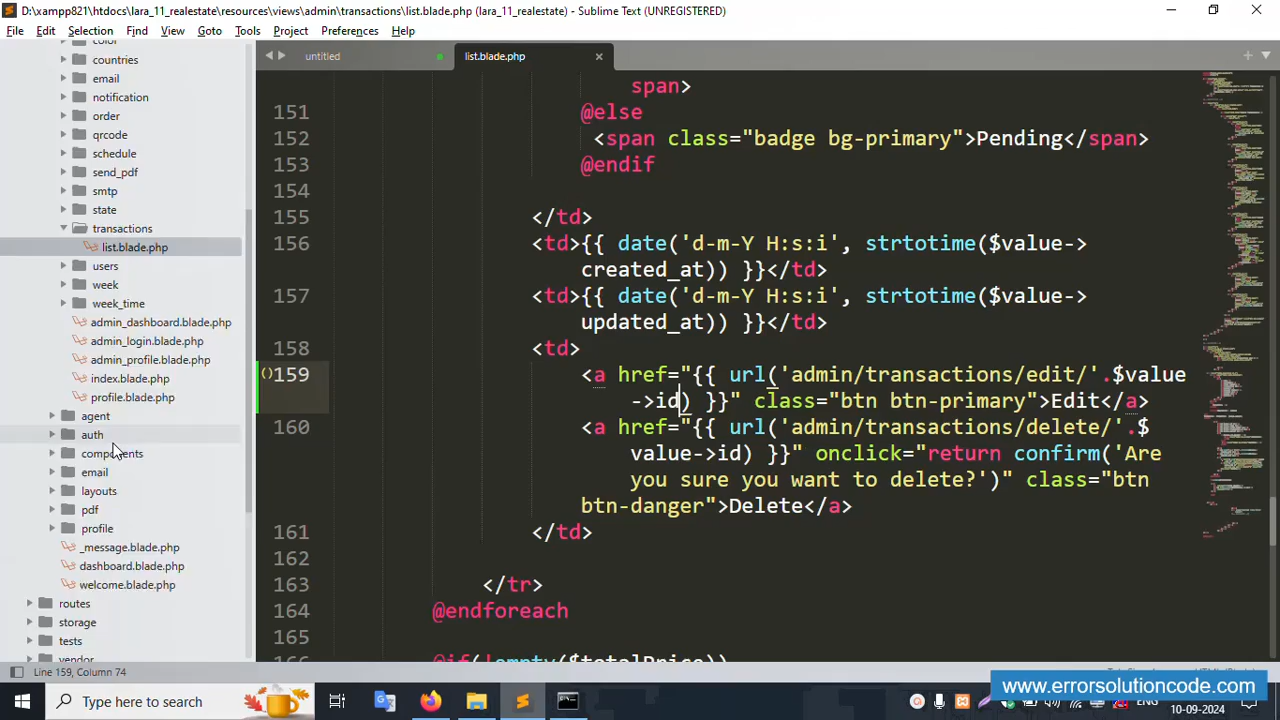 D:\xampp821\htdocs\lara_11_realestate\resources\views\admin\transactions\list.blade.php (lara_11_realestate) - Sublime Text (UNREGISTERED)
File Edit Selection Find View Goto Tools Project Preferences Help
color
countries
email
notification
order
qrcode
schedule
send_pdf
smtp
state
transactions
list.blade.php
users
week
week_time
admin_dashboard.blade.php
admin_login.blade.php
admin_profile.blade.php
index.blade.php
profile.blade.php
agent
auth
components
email
layouts
pdf
profile
_message.blade.php
dashboard.blade.php
welcome.blade.php
routes
storage
tests
vendor
untitled list.blade.php
span>
151 @else
152 <span class="badge bg-primary">Pending</span>
153 @endif
154
155 </td>
156 <td>{{ date('d-m-Y H:s:i', strtotime($value->
created_at)) }}</td>
157 <td>{{ date('d-m-Y H:s:i', strtotime($value->
updated_at)) }}</td>
158 <td>
159 <a href="{{ url('admin/transactions/edit/'.$value
->id) }}" class="btn btn-primary">Edit</a>
160 <a href="{{ url('admin/transactions/delete/'.$
value->id) }}" onclick="return confirm('Are
you sure you want to delete?')" class="btn
btn-danger">Delete</a>
161 </td>
162
163 </tr>
164 @endforeach
165
166 @if(!empty($totalPrice))
Line 159, Column 74
www.errorsolutioncode.com
Type here to search
10-09-2024